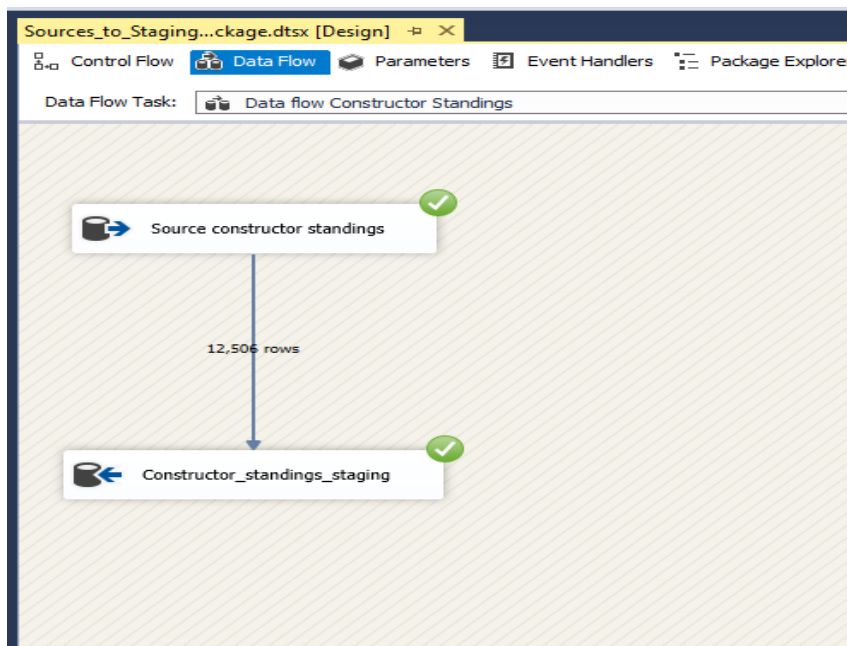 Sources_to_Staging...ckage.dtsx [Design]
Control Flow Data Flow Parameters Event Handlers Package Explore
Data Flow Task: Data flow Constructor Standings
Source constructor standings
12,506 rows
Constructor_standings_staging